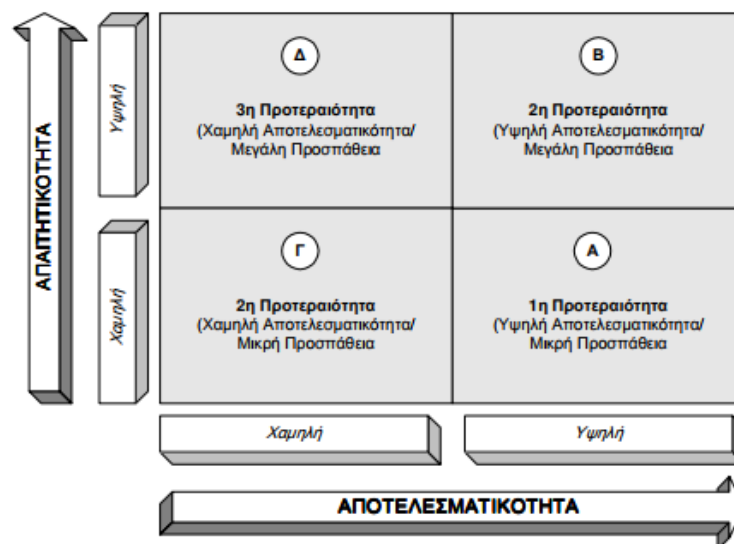 Δ
3η Προτεραιότητα
(Χαμηλή Αποτελεσματικότητα/
Μεγάλη Προσπάθεια
Β
2η Προτεραιότητα
(Υψηλή Αποτελεσματικότητα/
Μεγάλη Προσπάθεια
Γ
2η Προτεραιότητα
(Χαμηλή Αποτελεσματικότητα/
Μικρή Προσπάθεια
Α
1η Προτεραιότητα
(Υψηλή Αποτελεσματικότητα/
Μικρή Προσπάθεια
ΑΠΑΙΤΗΤΙΚΟΤΗΤΑ
Υψηλή
Χαμηλή
Χαμηλή
Υψηλή
ΑΠΟΤΕΛΕΣΜΑΤΙΚΟΤΗΤΑ